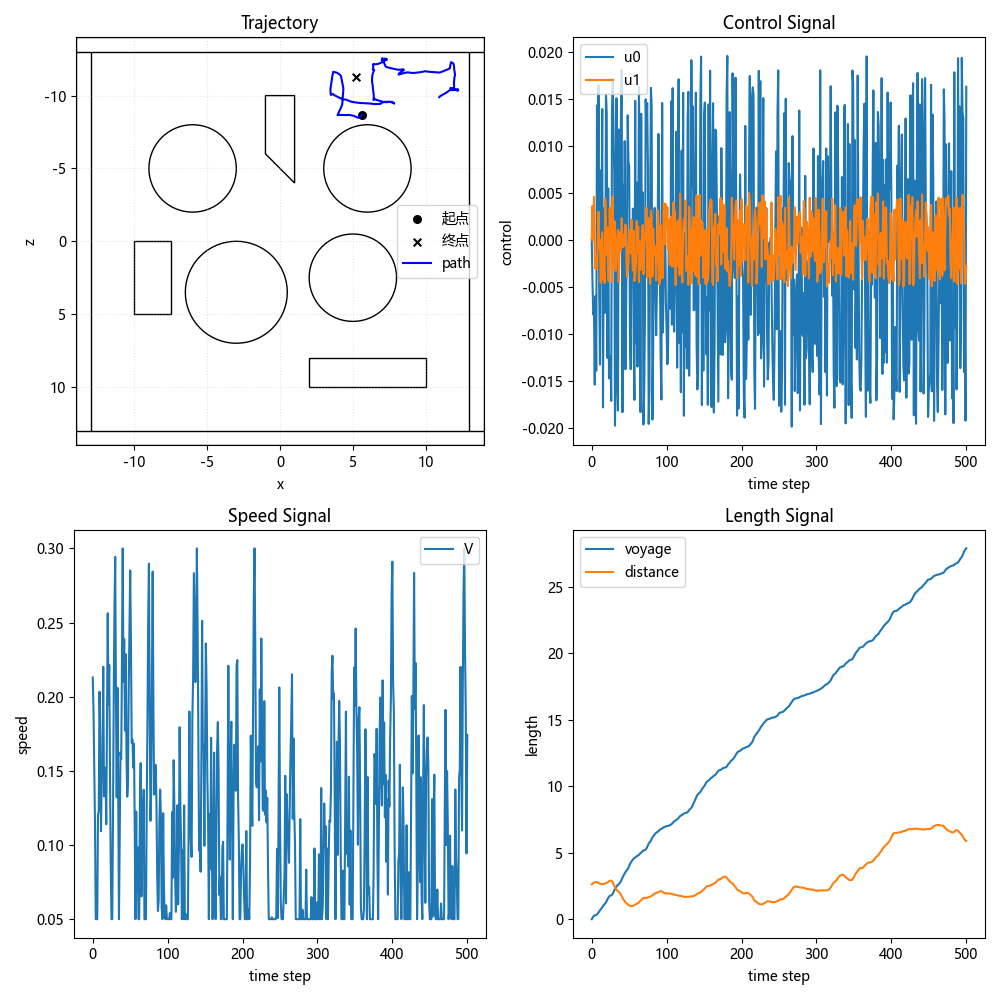 Trajectory
-10
-5
0
5
10
z
-10
-5
0
5
10
x
起点
终点
path
Control Signal
0.020
0.015
0.010
0.005
0.000
-0.005
-0.010
-0.015
-0.020
control
u0
u1
0
100
200
300
400
500
time step
Speed Signal
0.30
0.25
0.20
0.15
0.10
0.05
speed
V
0
100
200
300
400
500
time step
Length Signal
25
20
15
10
5
0
length
voyage
distance
0
100
200
300
400
500
time step